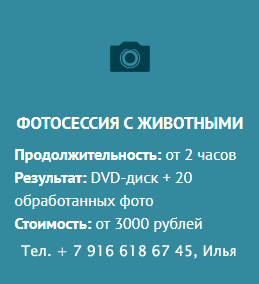 ФОТОСЕССИЯ С ЖИВОТНЫМИ
Продолжительность: от 2 часов
Результат: DVD-диск + 20
обработанных фото
Стоимость: от 3000 рублей
Тел. + 7 916 618 67 45, Илья